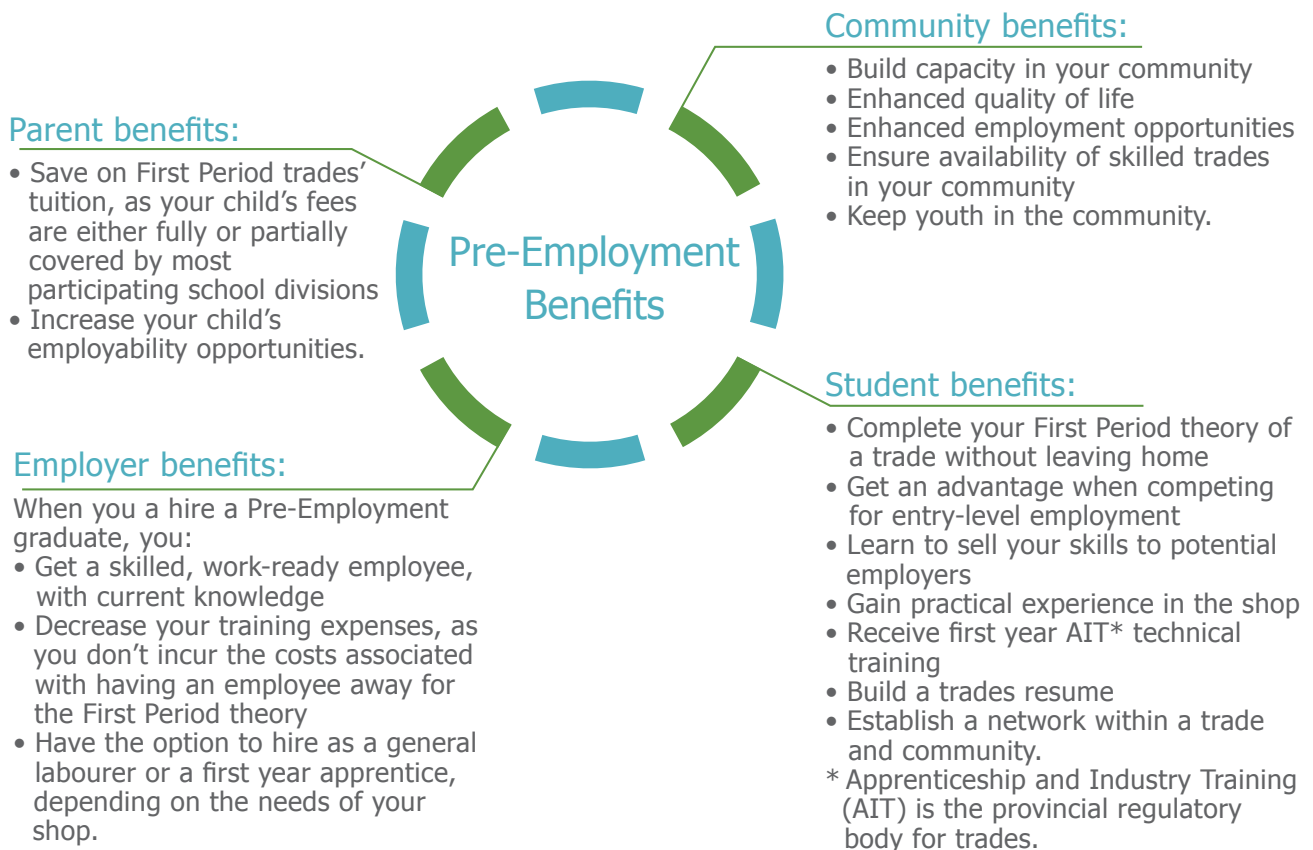 Community benefits:
• Build capacity in your community
• Enhanced quality of life
• Enhanced employment opportunities
• Ensure availability of skilled trades
in your community
• Keep youth in the community.
Parent benefits:
• Save on First Period trades’
tuition, as your child’s fees
are either fully or partially
covered by most
participating school divisions
• Increase your child’s
employability opportunities.
Pre-Employment
Benefits
Student benefits:
• Complete your First Period theory of
a trade without leaving home
• Get an advantage when competing
for entry-level employment
• Learn to sell your skills to potential
employers
• Gain practical experience in the shop
• Receive first year AIT* technical
training
• Build a trades resume
• Establish a network within a trade
and community.
* Apprenticeship and Industry Training
(AIT) is the provincial regulatory
body for trades.
Employer benefits:
When you a hire a Pre-Employment
graduate, you:
• Get a skilled, work-ready employee,
with current knowledge
• Decrease your training expenses, as
you don’t incur the costs associated
with having an employee away for
the First Period theory
• Have the option to hire as a general
labourer or a first year apprentice,
depending on the needs of your
shop.